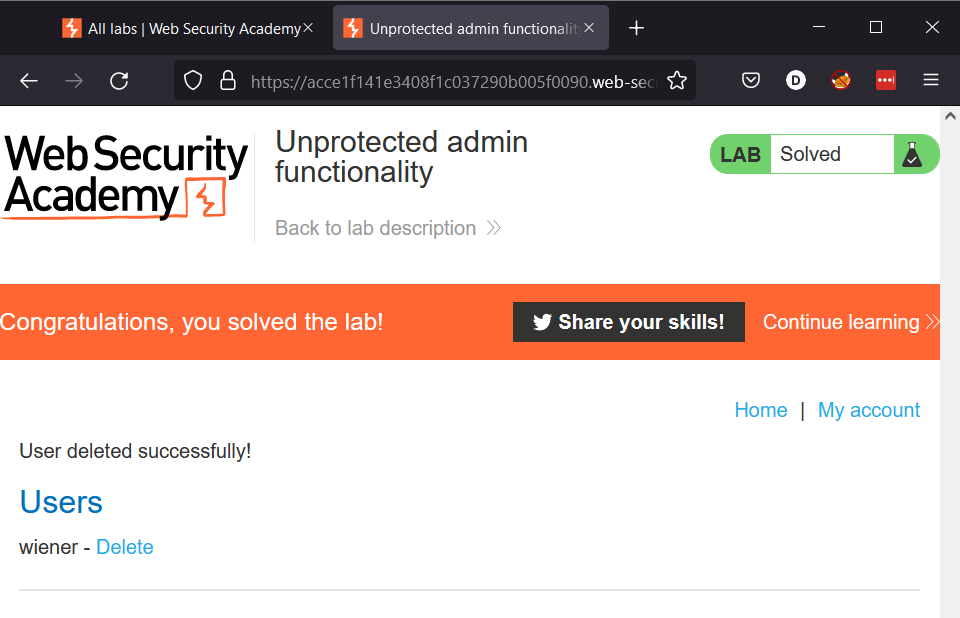 All labs | Web Security Academy
Unprotected admin functionalit
https://acce1f141e3408f1c037290b005f0090.web-sec
D
Web Security
Academy
Unprotected admin
functionality
Back to lab description
LAB Solved
Congratulations, you solved the lab!
Share your skills!
Continue learning
Home | My account
User deleted successfully!
Users
wiener - Delete